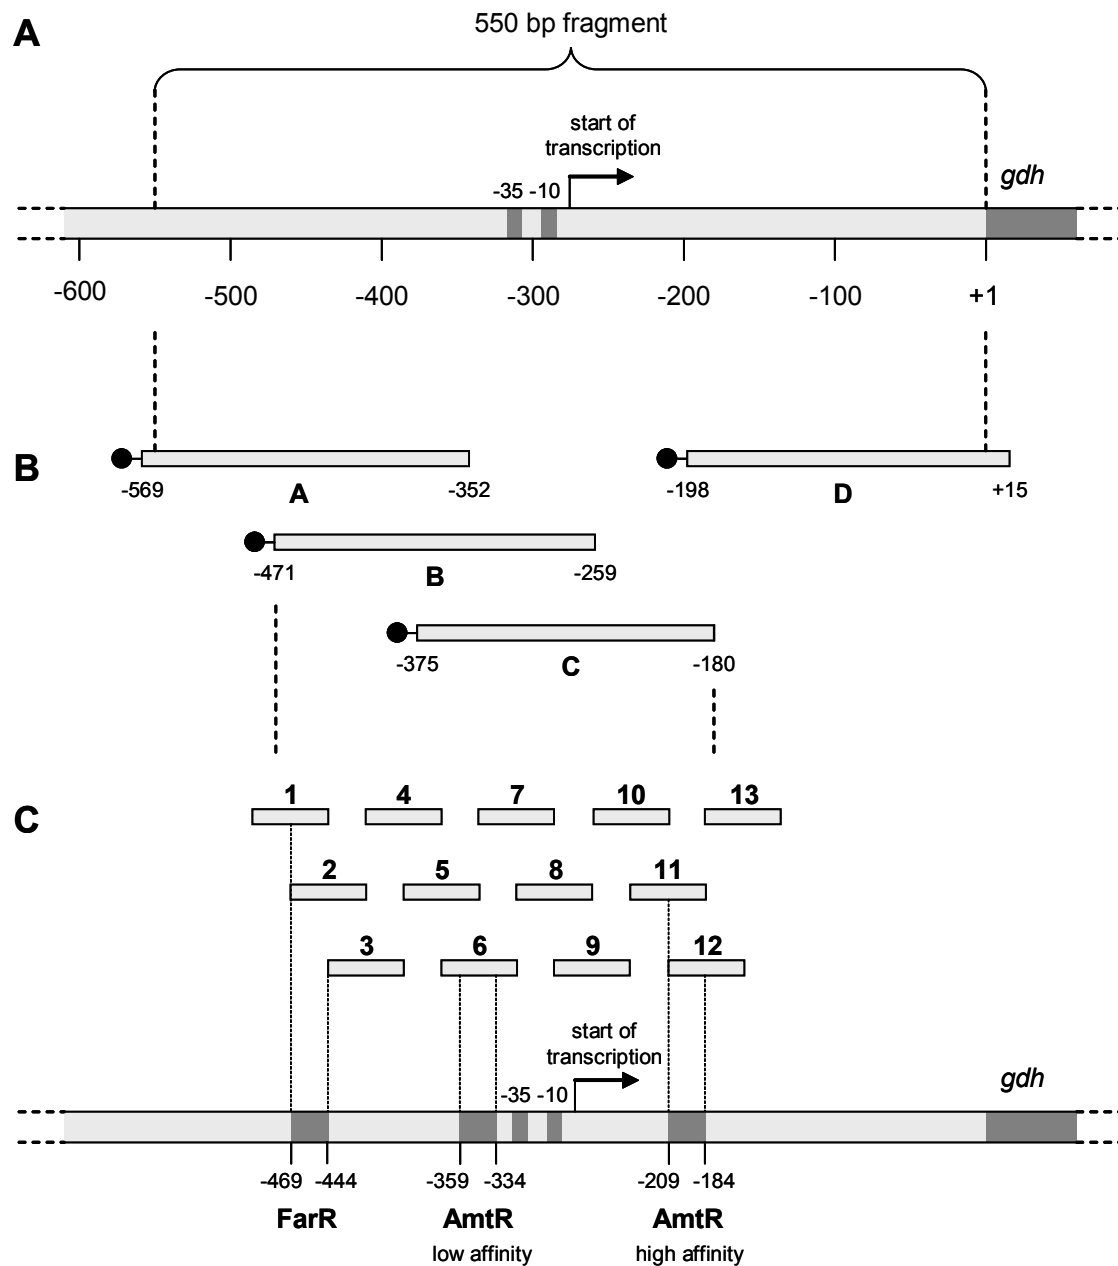 A
550 bp fragment
start of
transcription
-35 -10
gdh
-600 -500 -400 -300 -200 -100 +1
B
-569 A -352
-198 D +15
-471 B -259
-375 C -180
C
1 4 7 10 13
2 5 8 11
3 6 9 12
start of
transcription
-35 -10
gdh
-469 -444 -359 -334 -209 -184
FarR AmtR AmtR
low affinity high affinity